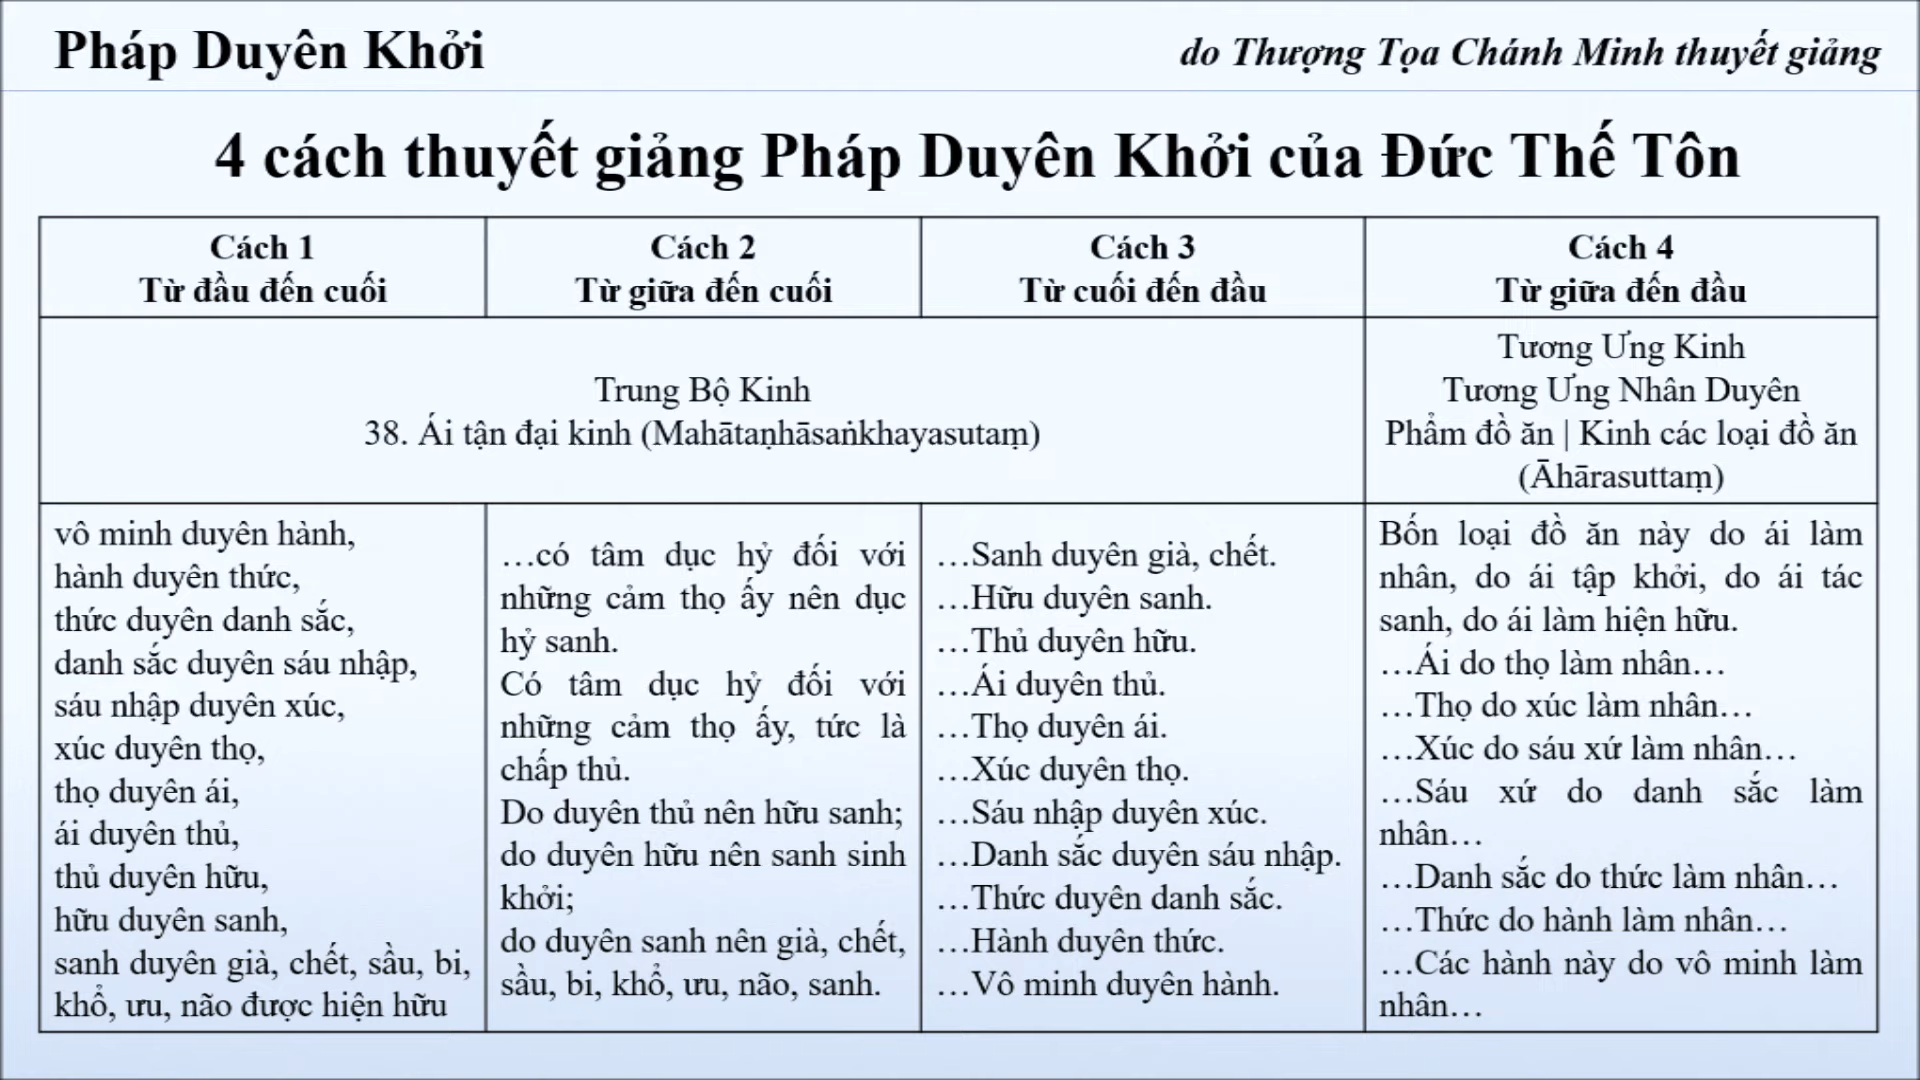 Pháp Duyên Khởi
do Thượng Tọa Chánh Minh thuyết giảng
4 cách thuyết giảng Pháp Duyên Khởi của Đức Thế Tôn
Cách 1
Từ đầu đến cuối
Cách 2
Từ giữa đến cuối
Cách 3
Từ cuối đến đầu
Cách 4
Từ giữa đến đầu
Trung Bộ Kinh
38. Ái tận đại kinh (Mahātaṇhāsaṅkhayasutaṃ)
Tương Ưng Kinh
Tương Ưng Nhân Duyên
Phẩm đồ ăn | Kinh các loại đồ ăn
(Āhārasuttaṃ)
vô minh duyên hành,
hành duyên thức,
thức duyên danh sắc,
danh sắc duyên sáu nhập,
sáu nhập duyên xúc,
xúc duyên thọ,
thọ duyên ái,
ái duyên thủ,
thủ duyên hữu,
hữu duyên sanh,
sanh duyên già, chết, sầu, bi,
khổ, ưu, não được hiện hữu
…có tâm dục hỷ đối với
những cảm thọ ấy nên dục
hỷ sanh.
Có tâm dục hỷ đối với
những cảm thọ ấy, tức là
chấp thủ.
Do duyên thủ nên hữu sanh;
do duyên hữu nên sanh sinh
khởi;
do duyên sanh nên già, chết,
sầu, bi, khổ, ưu, não, sanh.
…Sanh duyên già, chết.
…Hữu duyên sanh.
…Thủ duyên hữu.
…Ái duyên thủ.
…Thọ duyên ái.
…Xúc duyên thọ.
…Sáu nhập duyên xúc.
…Danh sắc duyên sáu nhập.
…Thức duyên danh sắc.
…Hành duyên thức.
…Vô minh duyên hành.
Bốn loại đồ ăn này do ái làm
nhân, do ái tập khởi, do ái tác
sanh, do ái làm hiện hữu.
…Ái do thọ làm nhân…
…Thọ do xúc làm nhân…
…Xúc do sáu xứ làm nhân…
…Sáu xứ do danh sắc làm
nhân…
…Danh sắc do thức làm nhân…
…Thức do hành làm nhân…
…Các hành này do vô minh làm
nhân…